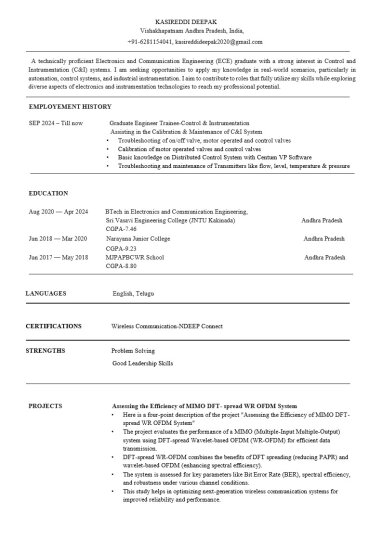 KASIREDDI DEEPAK
Vishakhapatnam Andhra Pradesh, India,
+91-6281154041, kasireddideepak2020@gmail.com
A technically proficient Electronics and Communication Engineering (ECE) graduate with a strong interest in Control and
Instrumentation (C&I) systems. I am seeking opportunities to apply my knowledge in real-world scenarios, particularly in
automation, control systems, and industrial instrumentation. I aim to contribute to roles that fully utilize my skills while exploring
diverse aspects of electronics and instrumentation technologies to reach my professional potential.
EMPLOYEMENT HISTORY
SEP 2024 – Till now Graduate Engineer Trainee-Control & Instrumentation
Assisting in the Calibration & Maintenance of C&I System
• Troubleshooting of on/off valve, motor operated and control valves
• Calibration of motor operated valves and control valves
• Basic knowledge on Distributed Control System with Centum VP Software
• Troubleshooting and maintenance of Transmitters like flow, level, temperature & pressure
EDUCATION
Aug 2020 — Apr 2024 BTech in Electronics and Communication Engineering,
Sri Vasavi Engineering College (JNTU Kakinada) Andhra Pradesh
CGPA-7.46
Jun 2018 — Mar 2020 Narayana Junior College Andhra Pradesh
CGPA-9.23
Jun 2017 — May 2018 MJPAPBCWR School Andhra Pradesh
CGPA-8.80
LANGUAGES English, Telugu
CERTIFICATIONS Wireless Communication-NDEEP Connect
STRENGTHS Problem Solving
Good Leadership Skills
PROJECTS Assessing the Efficiency of MIMO DFT- spread WR OFDM System
• Here is a four-point description of the project "Assessing the Efficiency of MIMO DFT-
spread WR OFDM System"
• The project evaluates the performance of a MIMO (Multiple-Input Multiple-Output)
system using DFT-spread Wavelet-based OFDM (WR-OFDM) for efficient data
transmission.
• DFT-spread WR OFDM combines the benefits of DFT spreading (reducing PAPR) and
wavelet-based OFDM (enhancing spectral efficiency).
• The system is assessed for key parameters like Bit Error Rate (BER), spectral efficiency,
and robustness under various channel conditions.
• This study helps in optimizing next-generation wireless communication systems for
improved reliability and performance.